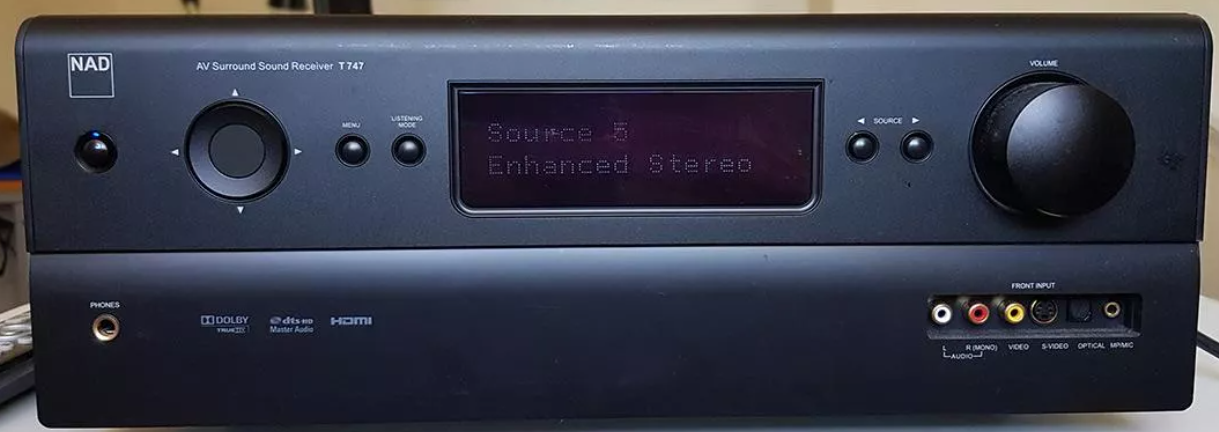 NAD
AV Surround Sound Receiver T 747
MENU
LISTENING
MODE
Source 5
Enhanced Stereo
◄ SOURCE ►
VOLUME
PHONES
DOLBY
TRUEHD
dts-HD
Master Audio
HDMI
FRONT INPUT
L R (MONO) VIDEO S-VIDEO OPTICAL MP/MIC
AUDIO